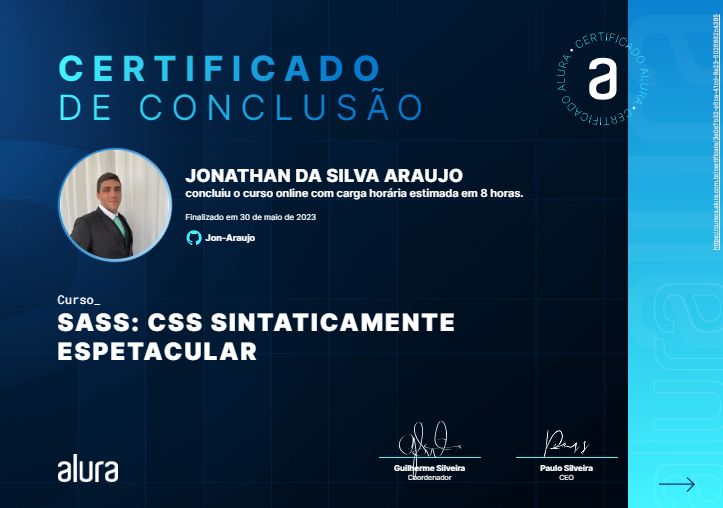 CERTIFICADO
DE CONCLUSÃO
CERTIFICADO ALURA • CERTIFICADO ALURA •
a
JONATHAN DA SILVA ARAUJO
concluiu o curso online com carga horária estimada em 8 horas.
Finalizado em 30 de maio de 2023
Jon-Araujo
Curso_
SASS: CSS SINTATICAMENTE
ESPETACULAR
alura
Guilherme Silveira
Coordenador
Paulo Silveira
CEO
alura